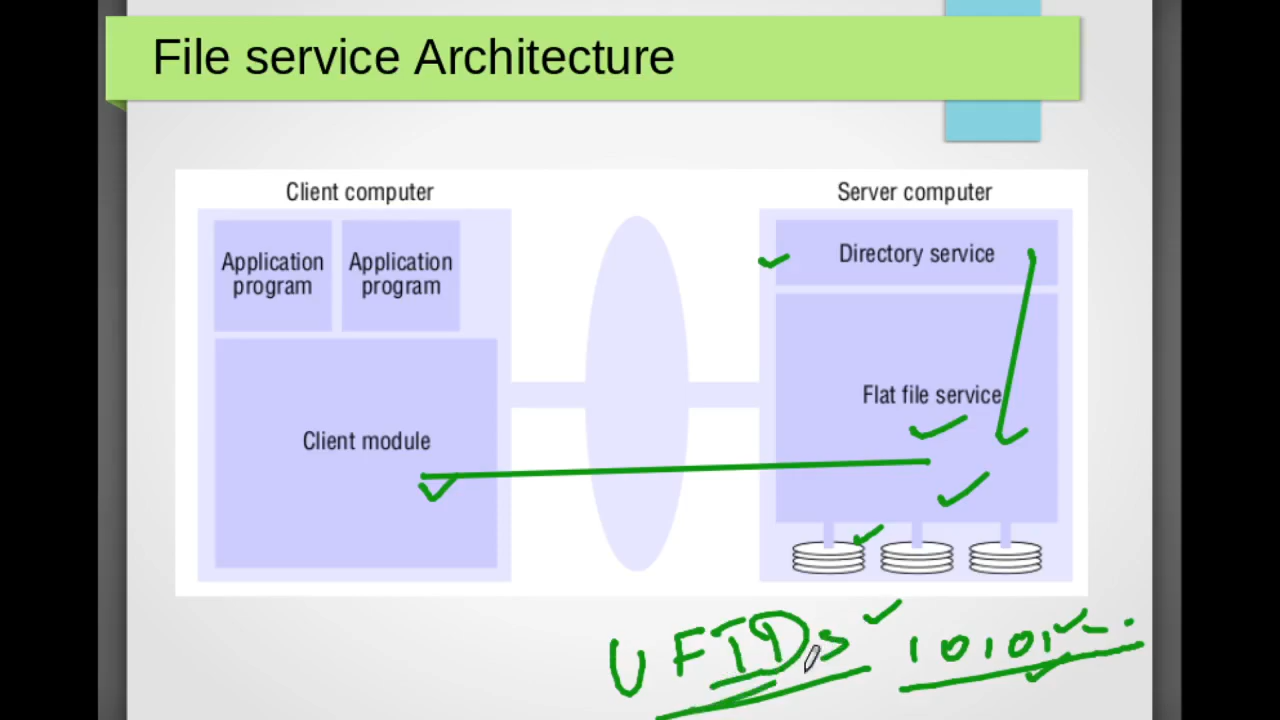 File service Architecture
Client computer
Server computer
Application program
Application program
Directory service
Flat file service
Client module
UFIDs 10101